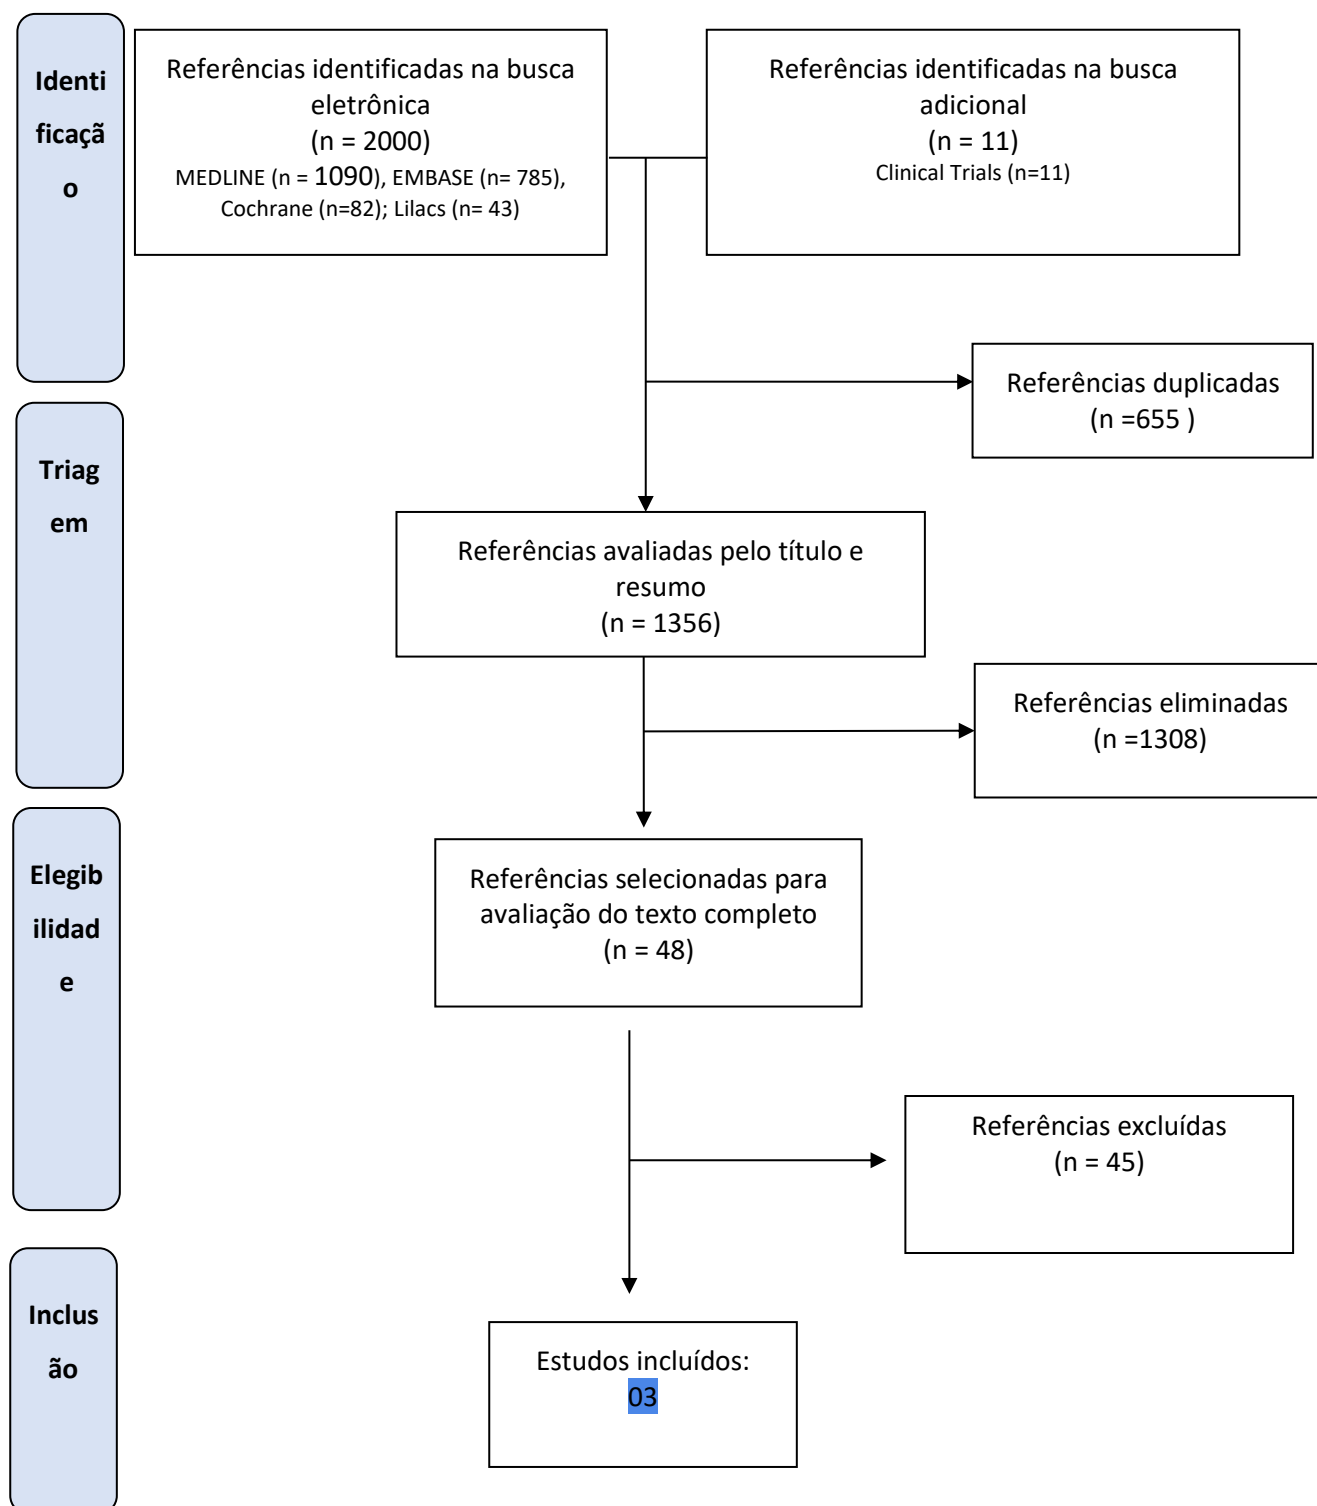 Identi
ficaçã
o
Referências identificadas na busca
eletrônica
(n = 2000)
MEDLINE (n = 1090), EMBASE (n= 785),
Cochrane (n=82); Lilacs (n= 43)
Referências identificadas na busca
adicional
(n = 11)
Clinical Trials (n=11)
Referências duplicadas
(n =655 )
Triag
em
Referências avaliadas pelo título e
resumo
(n = 1356)
Referências eliminadas
(n =1308)
Elegib
ilidad
e
Referências selecionadas para
avaliação do texto completo
(n = 48)
Referências excluídas
(n = 45)
Inclus
ão
Estudos incluídos:
03